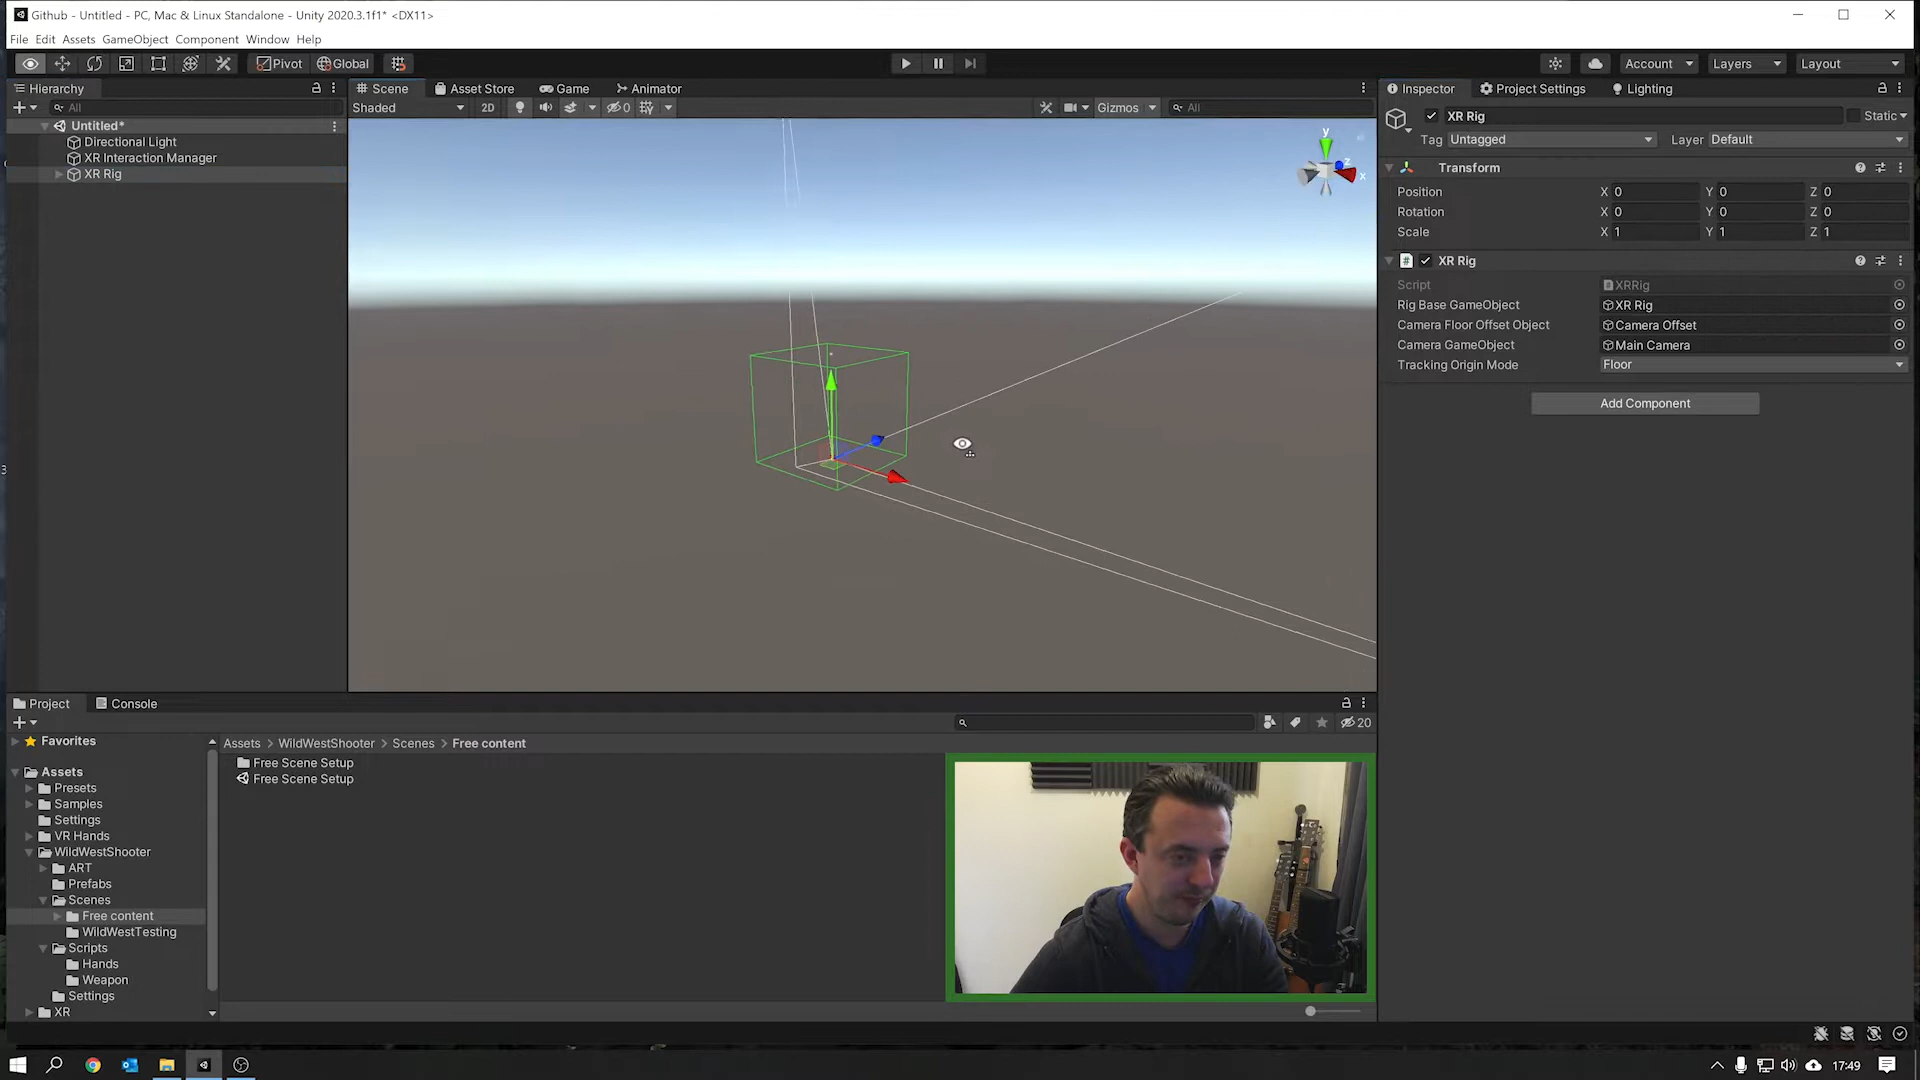 Github - Untitled - PC, Mac & Linux Standalone - Unity 2020.3.1f1* <DX11>
File Edit Assets GameObject Component Window Help
Pivot Global Account Layers Layout
Hierarchy
All
Untitled*
Directional Light
XR Interaction Manager
XR Rig
Scene Asset Store Game Animator
Shaded 2D 0 Gizmos All
y
z
x
Inspector Project Settings Lighting
XR Rig Static
Tag Untagged Layer Default
Transform
Position X 0 Y 0 Z 0
Rotation X 0 Y 0 Z 0
Scale X 1 Y 1 Z 1
XR Rig
Script XRRig
Rig Base GameObject XR Rig
Camera Floor Offset Object Camera Offset
Camera GameObject Main Camera
Tracking Origin Mode Floor
Add Component
3
Project Console
20
Favorites
Assets
Presets
Samples
Settings
VR Hands
WildWestShooter
ART
Prefabs
Scenes
Free content
WildWestTesting
Scripts
Hands
Weapon
Settings
XR
Assets > WildWestShooter > Scenes > Free content
Free Scene Setup
Free Scene Setup
17:49